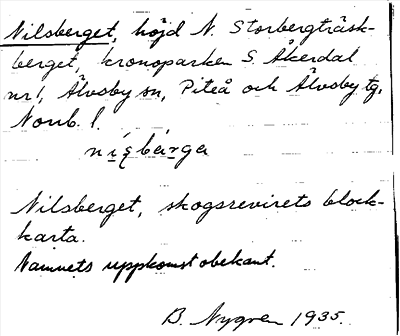 Nilsberget, höjd N. Storbergträsk-
berget, kronoparken S. Åkerdal
nr 1, Älvsby sn, Piteå och Älvsby tg,
Norrb. l.
Nilsberget, skogsrevirets block-
karta.
Namnets uppkomst obekant.
B. Nygren 1935.